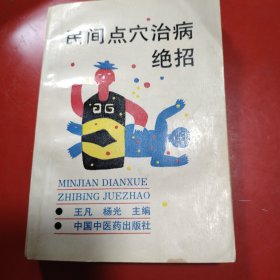 民间点穴治病
绝招
MINJIAN DIANXUE
ZHIBING JUEZHAO
● 王凡 杨光 主编
● 中国中医药出版社